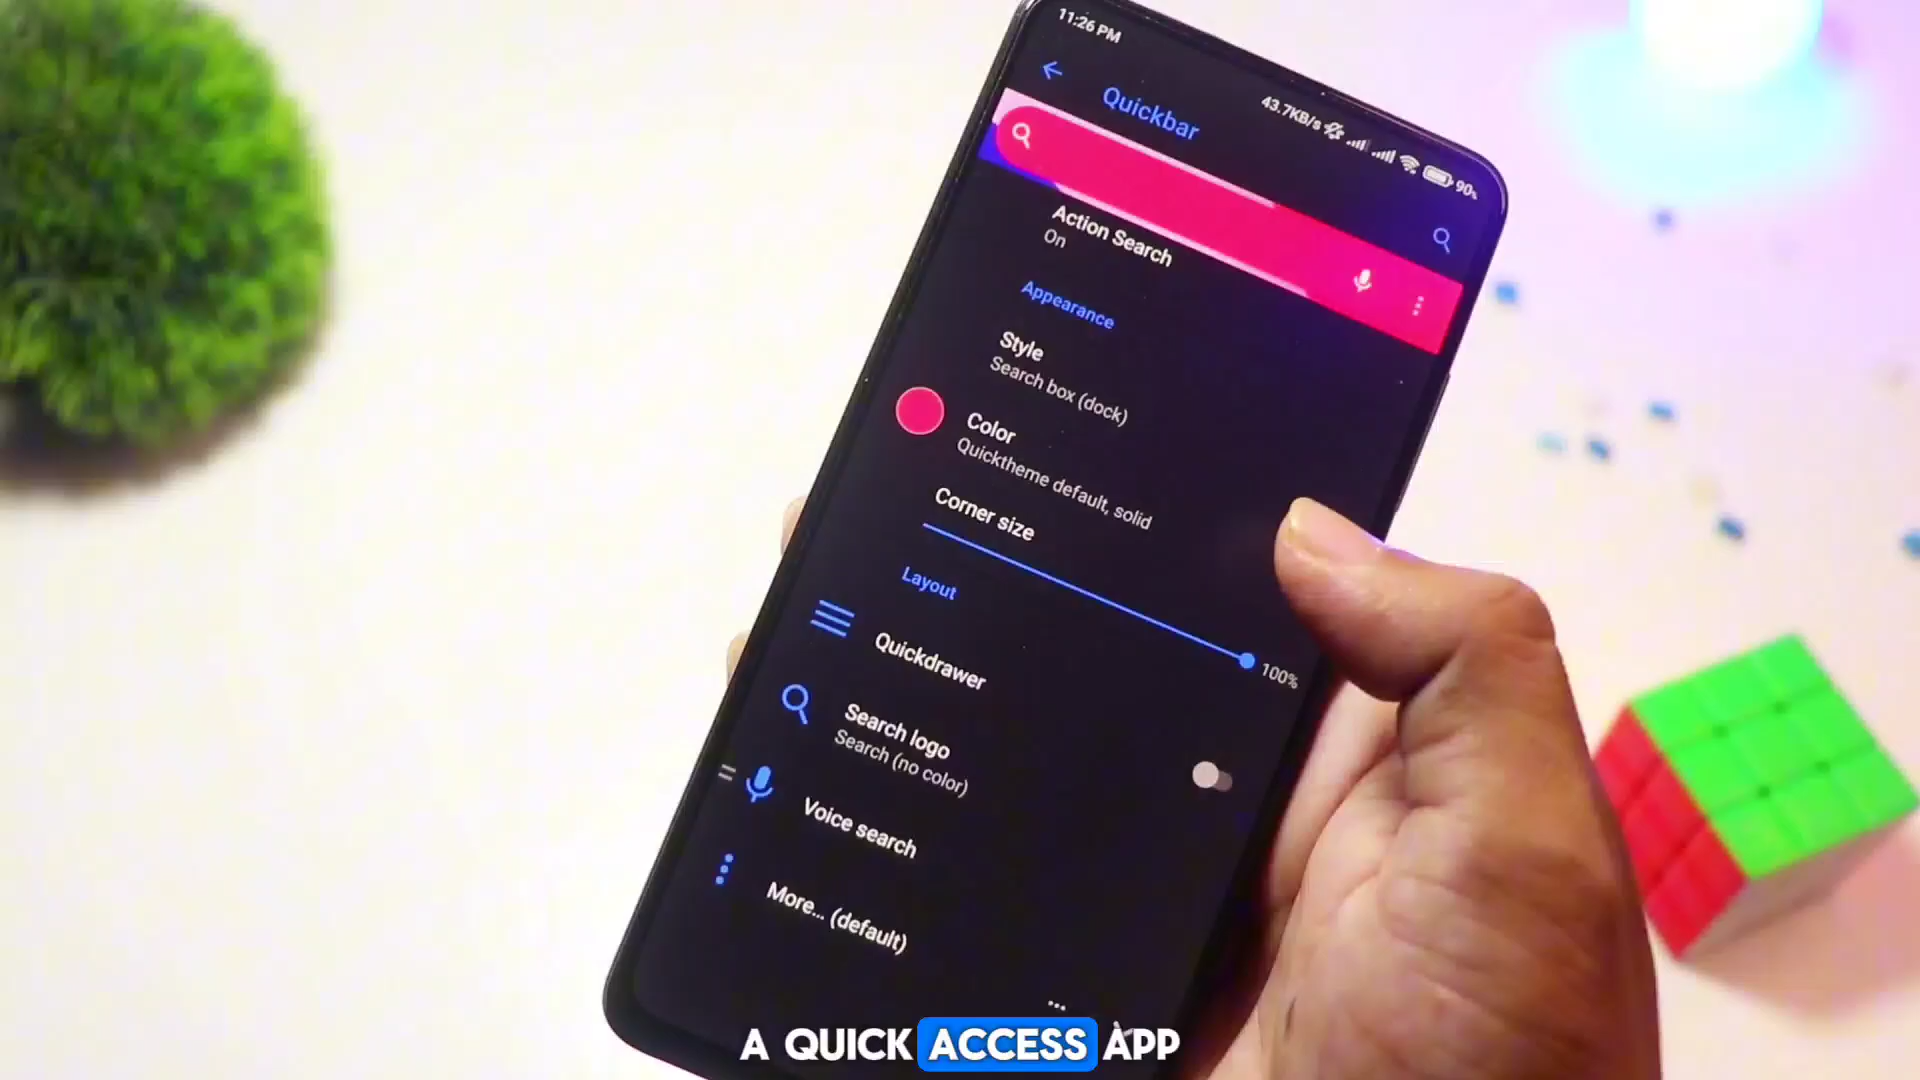 11:26 PM
43.7KB/s
90%
Quickbar
Action Search
On
Appearance
Style
Search box (dock)
Color
Quicktheme default, solid
Corner size
100%
Layout
Quickdrawer
Search logo
Search (no color)
Voice search
More... (default)
A QUICK ACCESS APP